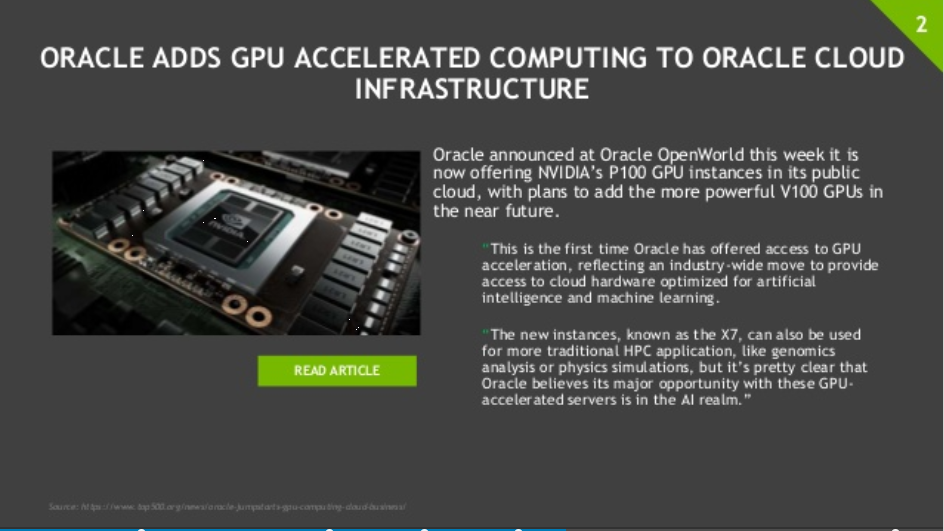 2
ORACLE ADDS GPU ACCELERATED COMPUTING TO ORACLE CLOUD
INFRASTRUCTURE
Oracle announced at Oracle OpenWorld this week it is
now offering NVIDIA’s P100 GPU instances in its public
cloud, with plans to add the more powerful V100 GPUs in
the near future.
“This is the first time Oracle has offered access to GPU
acceleration, reflecting an industry-wide move to provide
access to cloud hardware optimized for artificial
intelligence and machine learning.
“The new instances, known as the X7, can also be used
for more traditional HPC application, like genomics
analysis or physics simulations, but it’s pretty clear that
Oracle believes its major opportunity with these GPU-
accelerated servers is in the AI realm.”
NVIDIA
READ ARTICLE
Source: https://www.top500.org/news/oracle-jumpstarts-gpu-computing-cloud-business/